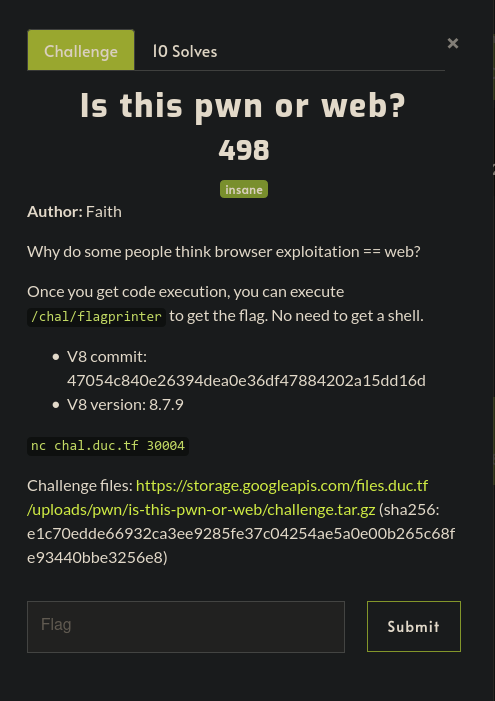 Challenge
10 Solves
×
Is this pwn or web?
498
insane
Author: Faith
Why do some people think browser exploitation == web?
Once you get code execution, you can execute
/chal/flagprinter to get the flag. No need to get a shell.
• V8 commit:
47054c840e26394dea0e36df47884202a15dd16d
• V8 version: 8.7.9
nc chal.duc.tf 30004
Challenge files: https://storage.googleapis.com/files.duc.tf
/uploads/pwn/is-this-pwn-or-web/challenge.tar.gz (sha256:
e1c70edde66932ca3ee9285fe37c04254ae5a0e00b265c68f
e93440bbe3256e8)
Flag
Submit